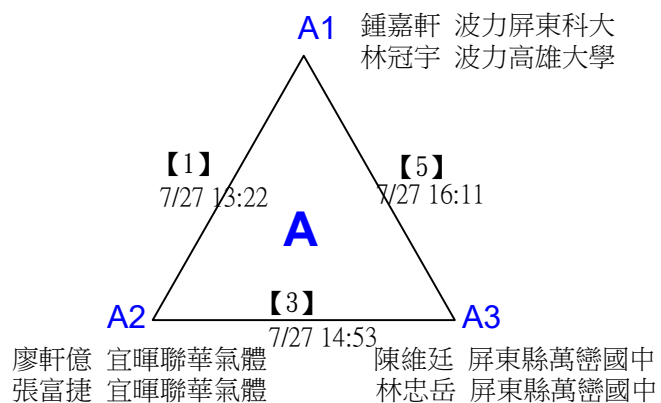 A1
鍾嘉軒 波力屏東科大
林冠宇 波力高雄大學
【1】
7/27 13:22
【5】
7/27 16:11
A
A2
【3】
7/27 14:53
A3
廖軒億 宜暉聯華氣體
張富捷 宜暉聯華氣體
陳維廷 屏東縣萬巒國中
林忠岳 屏東縣萬巒國中